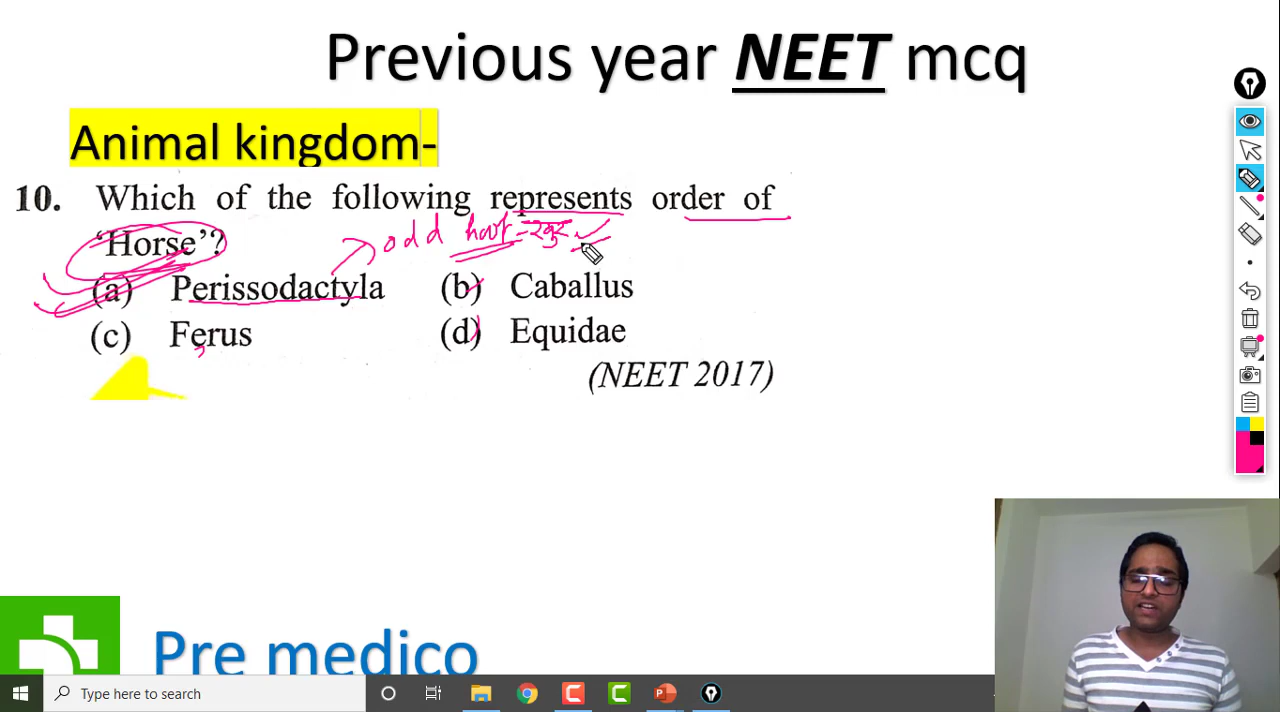 Previous year NEET mcq
Animal kingdom-
10. Which of the following represents order of
'Horse'?
odd hoof
(a) Perissodactyla (b) Caballus
(c) Ferus (d) Equidae
(NEET 2017)
Pre medico
Type here to search